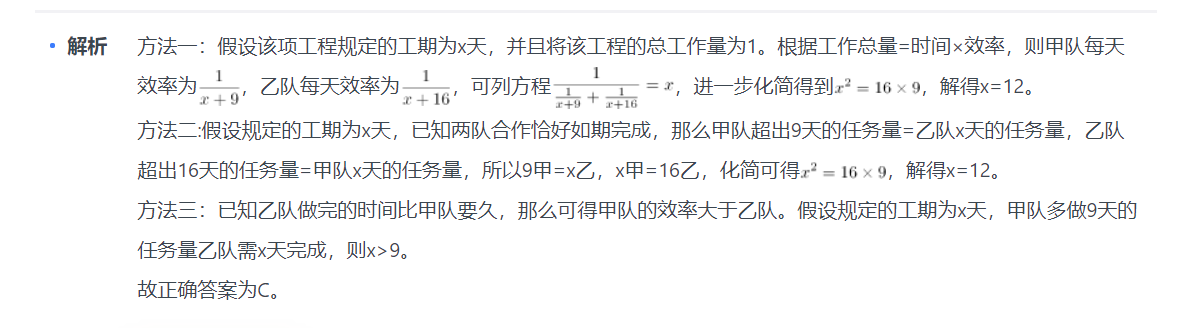 • 解析 方法一：假设该项工程规定的工期为x天，并且将该工程的总工作量为1。根据工作总量=时间×效率，则甲队每天
效率为$\frac{1}{x+9}$，乙队每天效率为$\frac{1}{x+16}$，可列方程$\frac{1}{\frac{1}{x+9}+\frac{1}{x+16}}=x$，进一步化简得到$x^2=16\times9$，解得x=12。
方法二:假设规定的工期为x天，已知两队合作恰好如期完成，那么甲队超出9天的任务量=乙队x天的任务量，乙队
超出16天的任务量=甲队x天的任务量，所以9甲=x乙，x甲=16乙，化简可得$x^2=16\times9$，解得x=12。
方法三：已知乙队做完的时间比甲队要久，那么可得甲队的效率大于乙队。假设规定的工期为x天，甲队多做9天的
任务量乙队需x天完成，则x>9。
故正确答案为C。